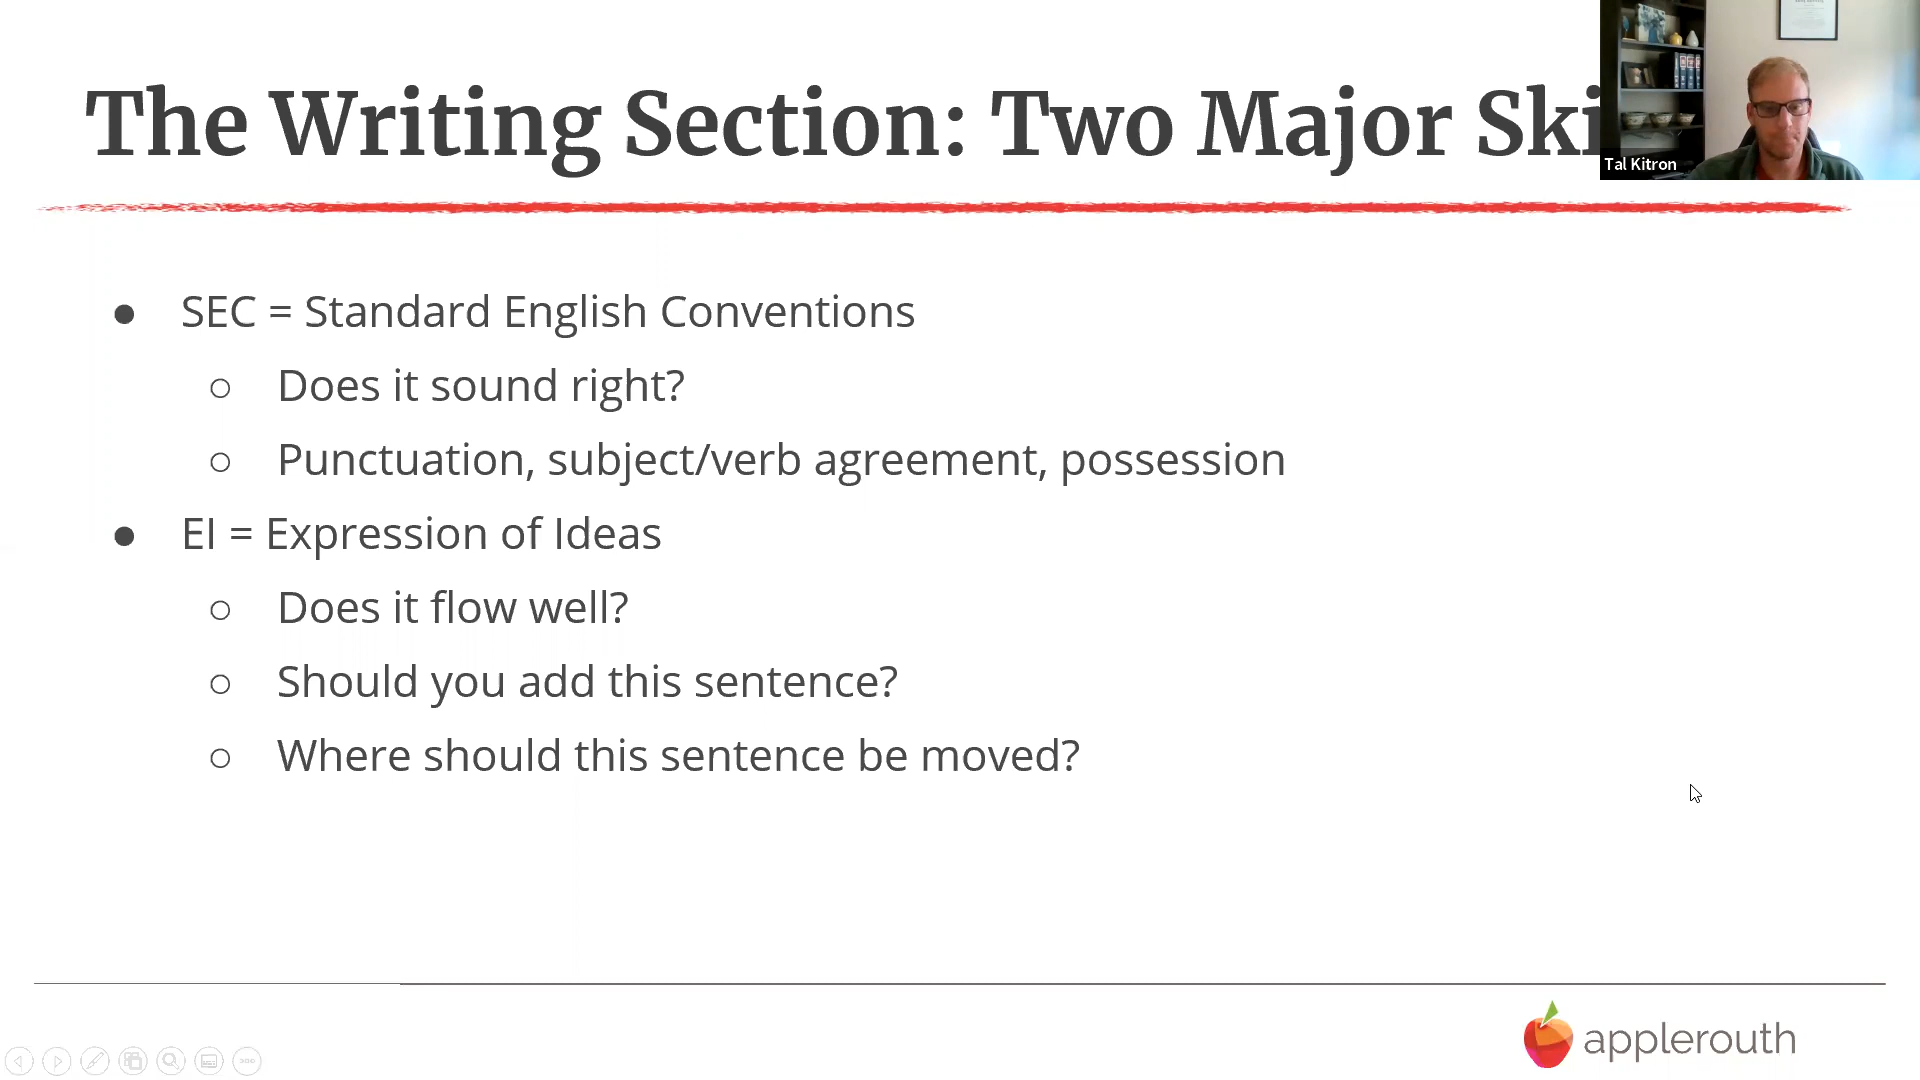 The Writing Section: Two Major Ski
Tal Kitron
● SEC = Standard English Conventions
○ Does it sound right?
○ Punctuation, subject/verb agreement, possession
● EI = Expression of Ideas
○ Does it flow well?
○ Should you add this sentence?
○ Where should this sentence be moved?
applerouth